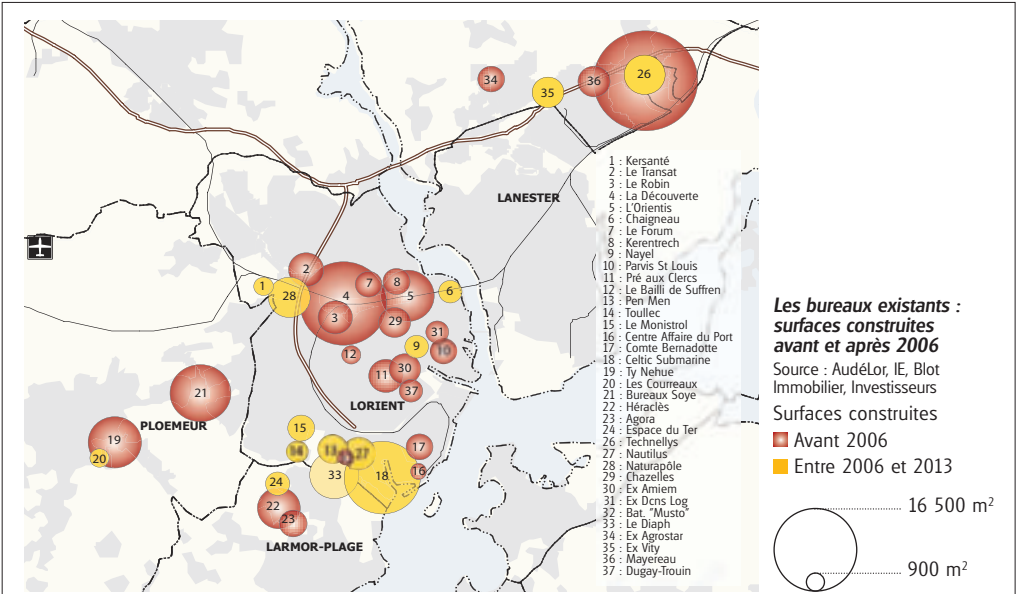 34
36
26
35
LANESTER
1 : Kersanté
2 : Le Transat
3 : Le Robin
4 : La Découverte
5 : L'Orientis
6 : Chaigneau
7 : Le Forum
8 : Kerentrech
9 : Nayel
10 : Parvis St Louis
11 : Pré aux Clercs
12 : Le Bailli de Suffren
13 : Pen Men
14 : Toullec
15 : Le Monistrol
16 : Centre Affaire du Port
17 : Comte Bernadotte
18 : Celtic Submarine
19 : Ty Nehue
20 : Les Courreaux
21 : Bureaux Soye
22 : Héraclès
23 : Agora
24 : Espace du Ter
26 : Technellys
27 : Nautilus
28 : Naturapôle
29 : Chazelles
30 : Ex Amiem
31 : Ex Dcns Log
32 : Bat. "Musto"
33 : Le Diaph
34 : Ex Agrostar
35 : Ex Vity
36 : Mayereau
37 : Dugay-Trouin
2
1
28
4
7
8
5
6
3
29
31
12
9
10
11
30
37
LORIENT
21
PLOEMEUR
19
20
15
14
13
27
17
33
18
16
24
22
23
LARMOR-PLAGE
Les bureaux existants :
surfaces construites
avant et après 2006
Source : AudéLor, IE, Blot
Immobilier, Investisseurs
Surfaces construites
Avant 2006
Entre 2006 et 2013
16 500 m²
900 m²